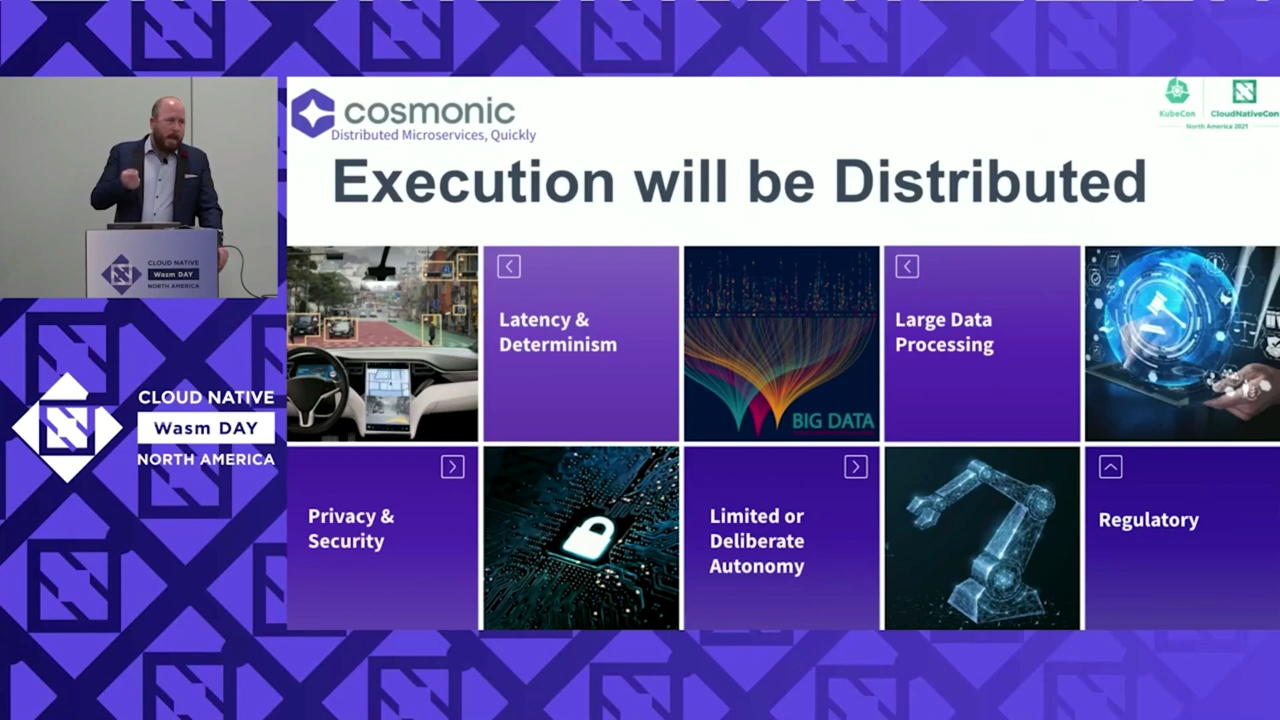 cosmonic
Distributed Microservices, Quickly
KubeCon
CloudNativeCon
North America 2021
Execution will be Distributed
Latency &
Determinism
BIG DATA
Large Data
Processing
Privacy &
Security
Limited or
Deliberate
Autonomy
Regulatory
CLOUD NATIVE
Wasm DAY
NORTH AMERICA
CLOUD NATIVE
Wasm DAY
NORTH AMERICA